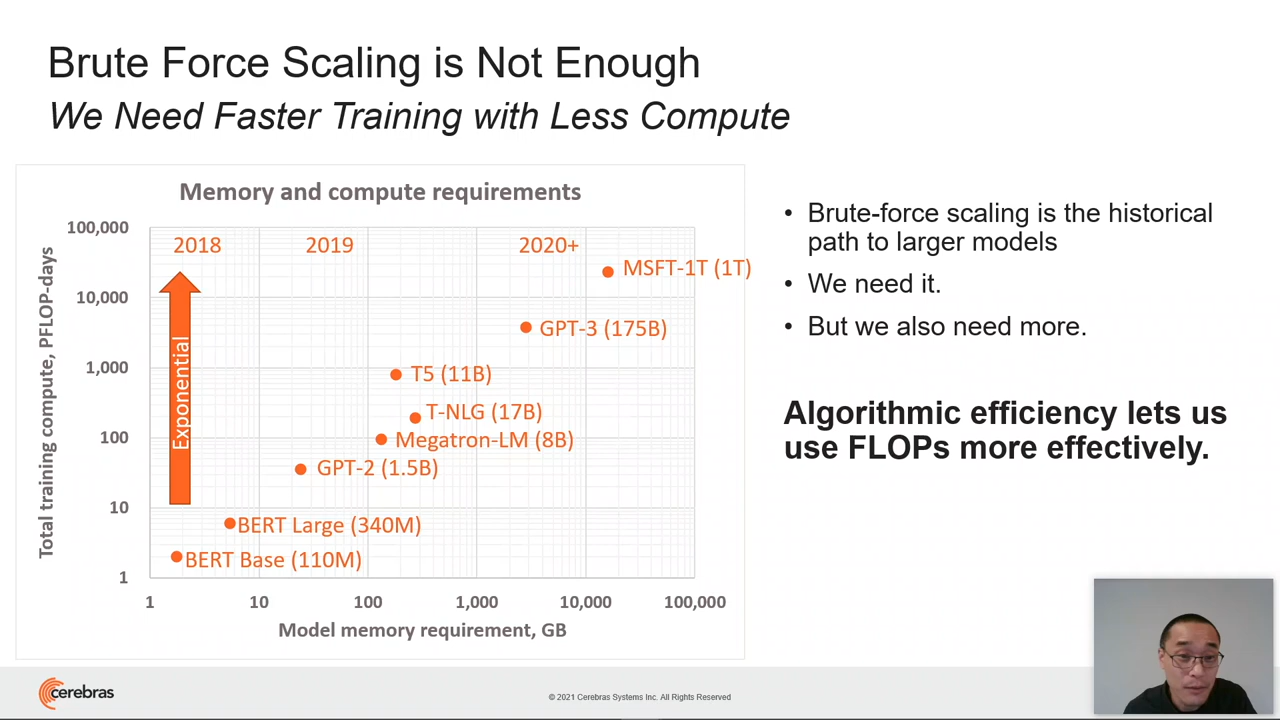 Brute Force Scaling is Not Enough
We Need Faster Training with Less Compute
Memory and compute requirements
Total training compute, PFLOP-days
100,000
10,000
1,000
100
10
1
2018
2019
2020+
Exponential
MSFT-1T (1T)
GPT-3 (175B)
T5 (11B)
T-NLG (17B)
Megatron-LM (8B)
GPT-2 (1.5B)
BERT Large (340M)
BERT Base (110M)
1
10
100
1,000
10,000
100,000
Model memory requirement, GB
• Brute-force scaling is the historical
path to larger models
• We need it.
• But we also need more.
Algorithmic efficiency lets us
use FLOPs more effectively.
cerebras
© 2021 Cerebras Systems Inc. All Rights Reserved